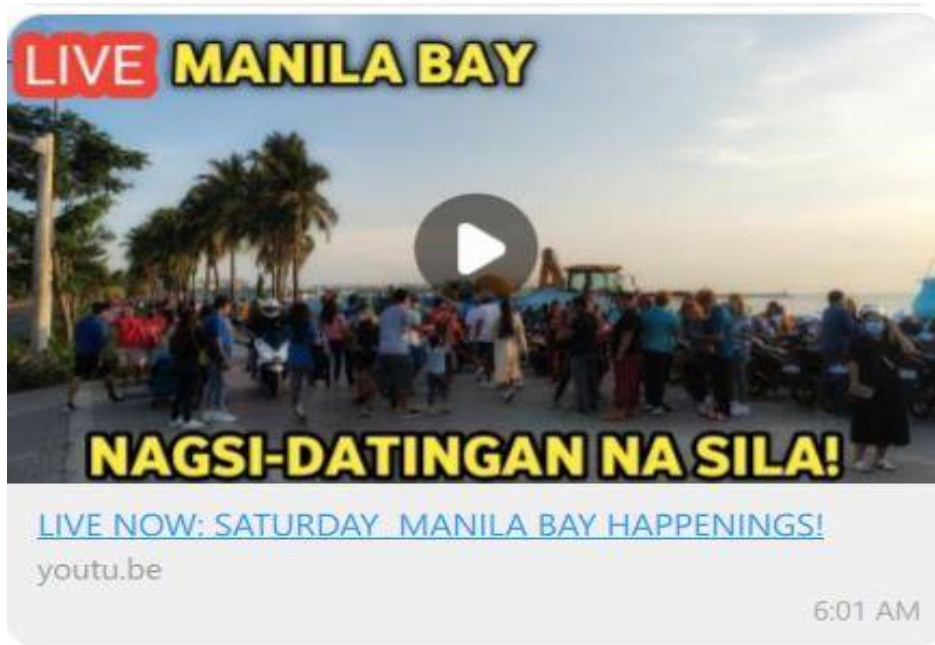 LIVE MANILA BAY
NAGSI-DATINGAN NA SILA!
LIVE NOW: SATURDAY MANILA BAY HAPPENINGS!
youtu.be
6:01 AM